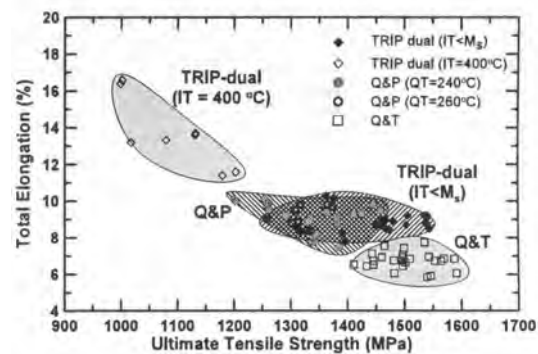 TRIP dual (IT<Ms)
TRIP dual (IT=400°C)
Q&P (QT=240°C)
Q&P (QT=260°C)
Q&T
TRIP-dual
(IT = 400 °C)
TRIP-dual
(IT<Ms)
Q&P
Q&T
Total Elongation (%)
20
18
16
14
12
10
8
6
4
900 1000 1100 1200 1300 1400 1500 1600 1700
Ultimate Tensile Strength (MPa)